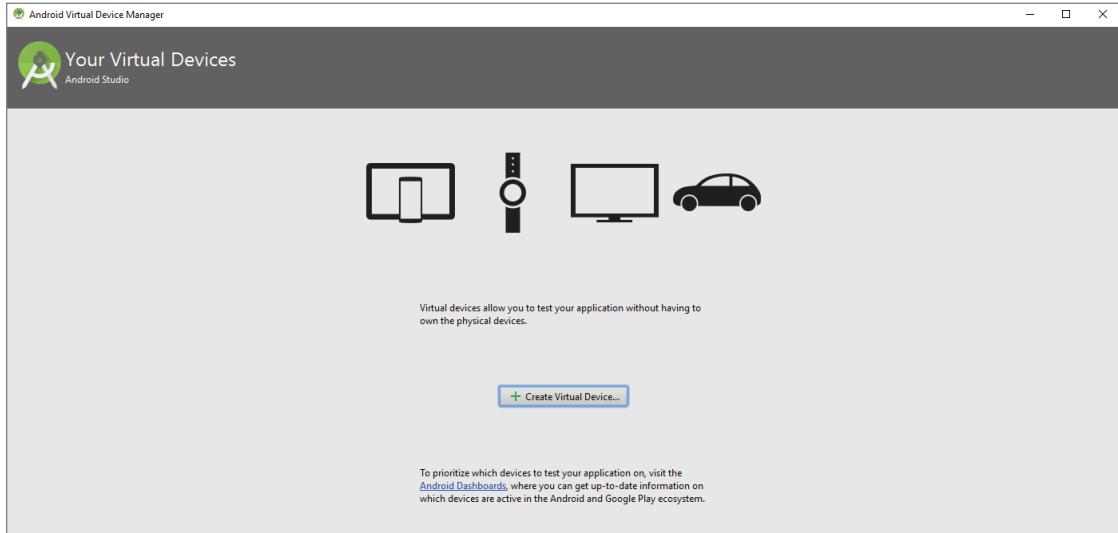 Android Virtual Device Manager
Your Virtual Devices
Android Studio
Virtual devices allow you to test your application without having to
own the physical devices.
Create Virtual Device...
To prioritize which devices to test your application on, visit the
Android Dashboards, where you can get up-to-date information on
which devices are active in the Android and Google Play ecosystem.